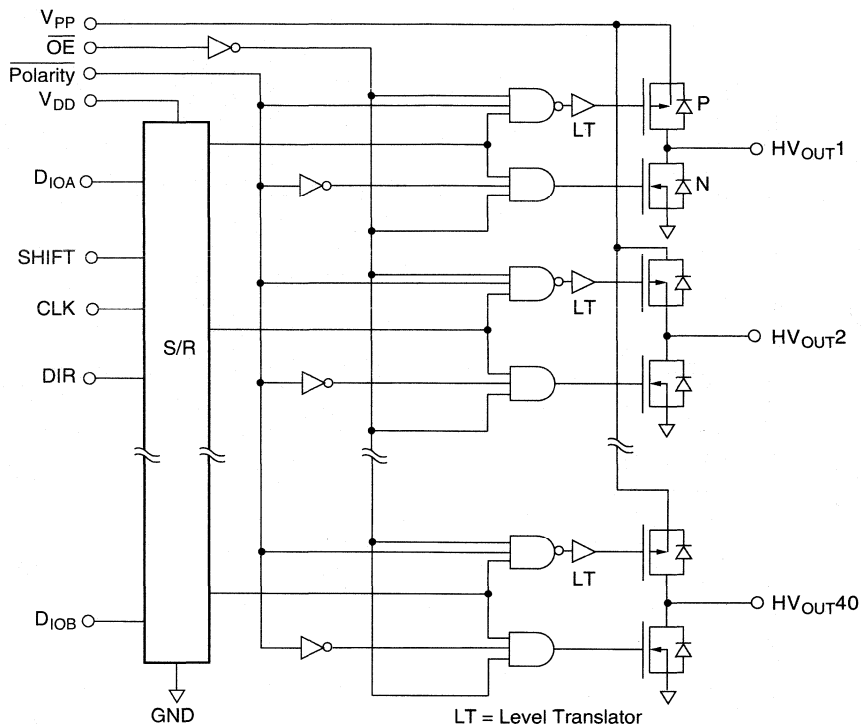 VPP
OE
Polarity
VDD
P
LT
HVOUT1
DIOA
N
SHIFT
CLK
LT
HVOUT2
S/R
DIR
LT
HVOUT40
DIOB
GND
LT = Level Translator